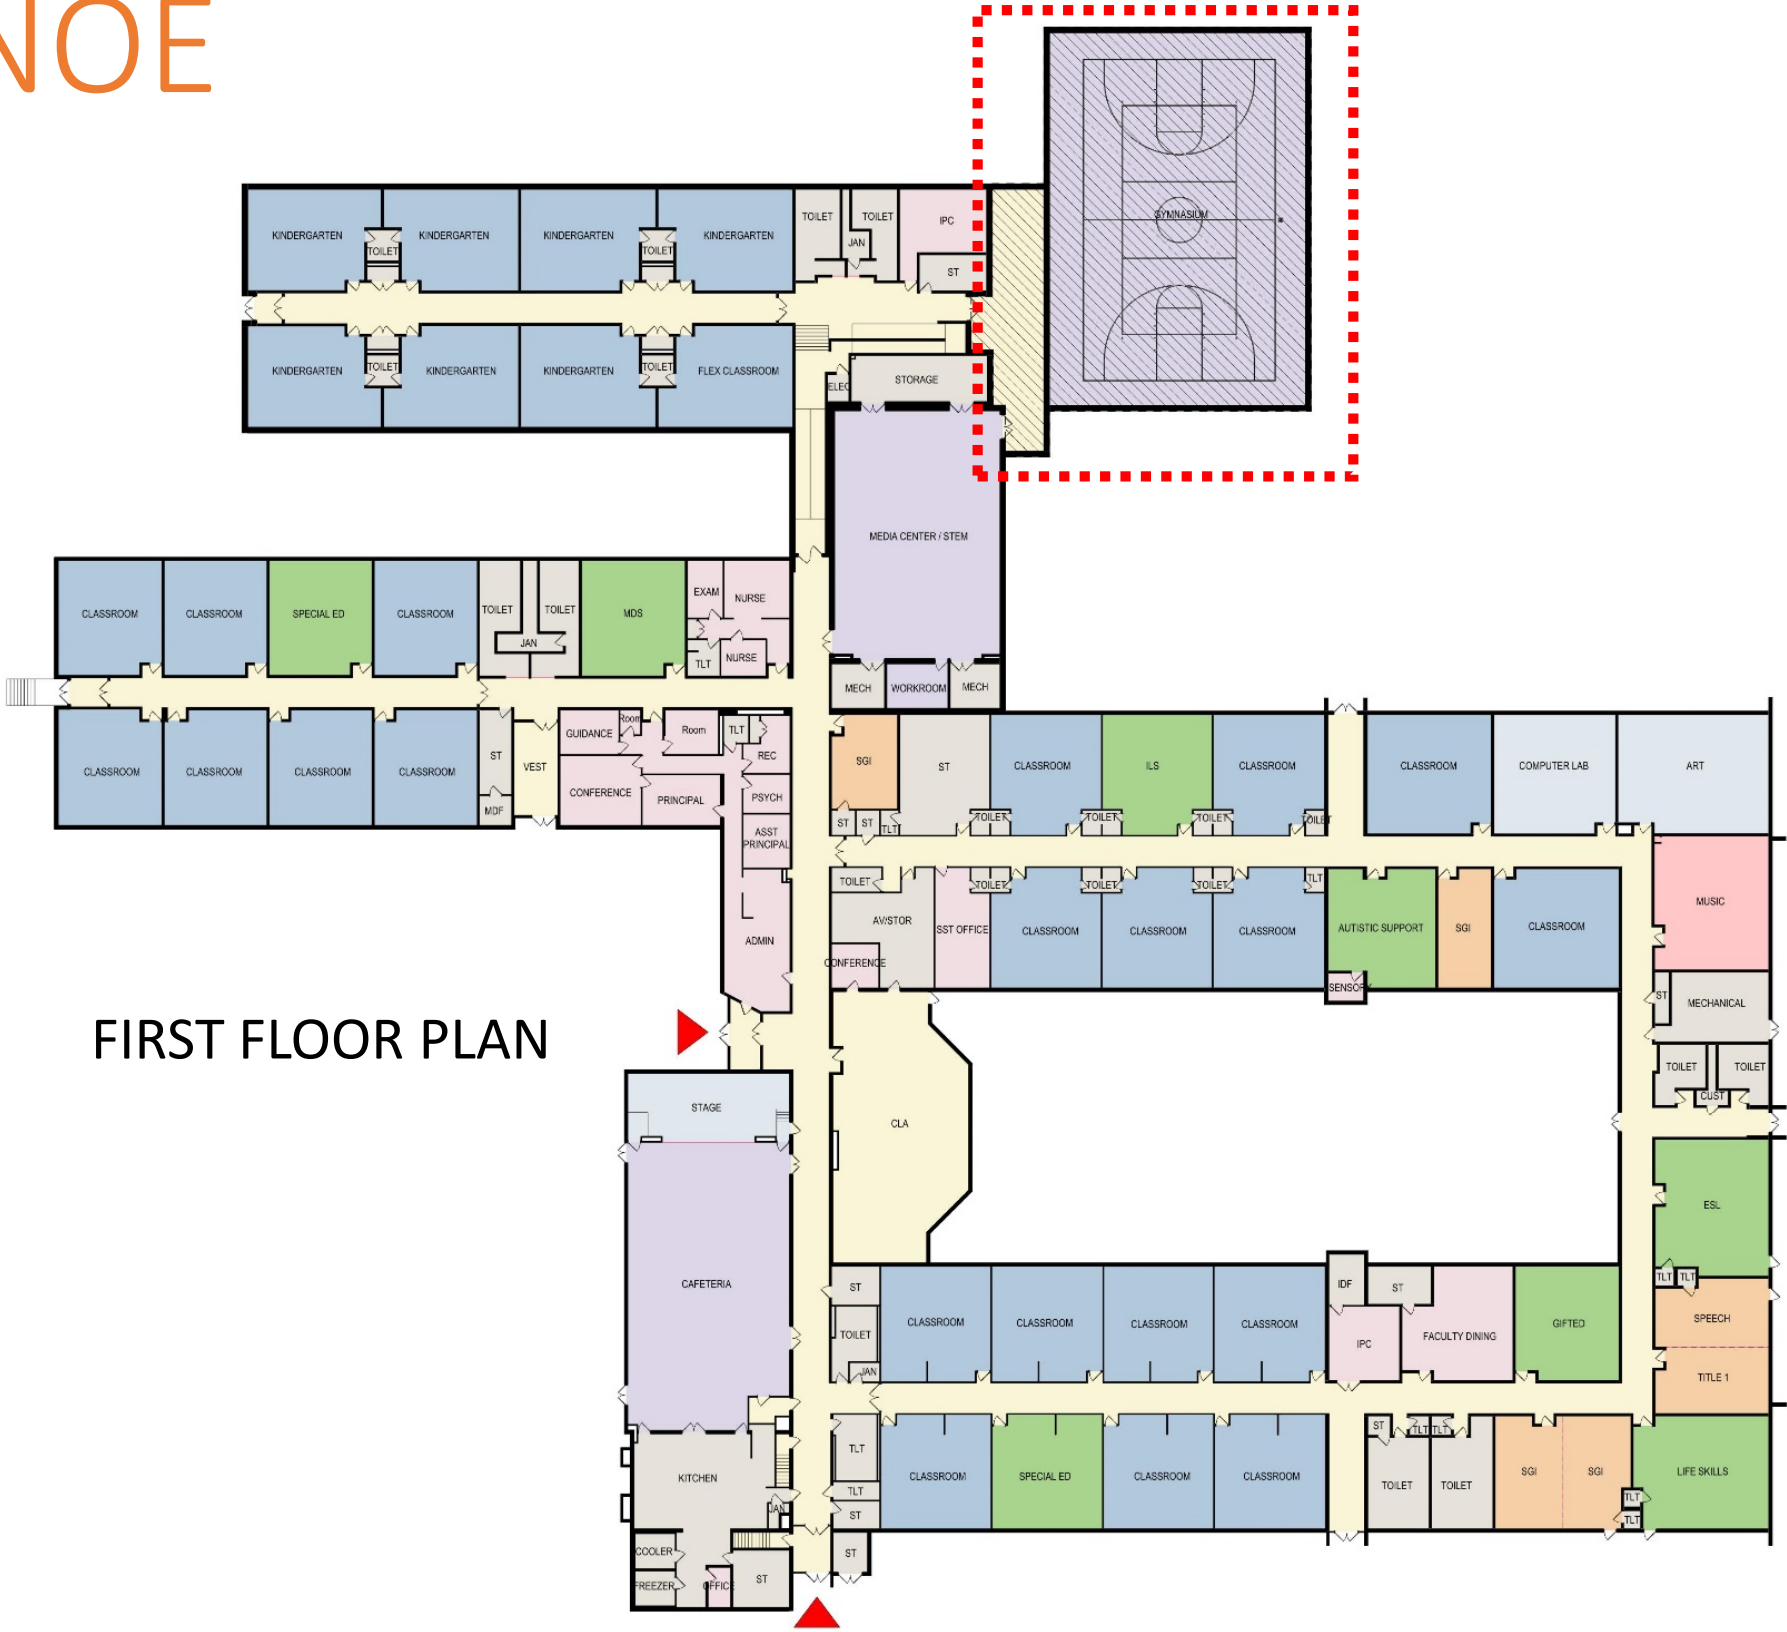 NOE
GYMNASIUM
TOILET
TOILET
IPC
JAN
ST
KINDERGARTEN
TOILET
KINDERGARTEN
KINDERGARTEN
TOILET
KINDERGARTEN
KINDERGARTEN
TOILET
KINDERGARTEN
KINDERGARTEN
TOILET
FLEX CLASSROOM
ELEC
STORAGE
MEDIA CENTER / STEM
MECH
WORKROOM
MECH
CLASSROOM
CLASSROOM
SPECIAL ED
CLASSROOM
TOILET
TOILET
JAN
MDS
EXAM
NURSE
TLT
NURSE
CLASSROOM
CLASSROOM
CLASSROOM
CLASSROOM
ST
MDF
VEST
GUIDANCE
Room
Room
TLT
REC
CONFERENCE
PRINCIPAL
PSYCH
ASST
PRINCIPAL
ADMIN
SGI
ST
CLASSROOM
ILS
CLASSROOM
CLASSROOM
COMPUTER LAB
ART
ST
ST
TLT
TOILET
TOILET
TOILET
TOILET
TOILET
TOILET
TOILET
TOILET
TLT
AV/STOR
SST OFFICE
CONFERENCE
CLASSROOM
CLASSROOM
CLASSROOM
AUTISTIC SUPPORT
SENSORY
SGI
CLASSROOM
MUSIC
ST
MECHANICAL
TOILET
TOILET
CUST
FIRST FLOOR PLAN
STAGE
CLA
CAFETERIA
ESL
TLT
TLT
SPEECH
TITLE 1
ST
TOILET
JAN
CLASSROOM
CLASSROOM
CLASSROOM
CLASSROOM
IDF
ST
IPC
FACULTY DINING
GIFTED
KITCHEN
JAN
COOLER
FREEZER
OFFICE
ST
TLT
TLT
ST
ST
CLASSROOM
SPECIAL ED
CLASSROOM
CLASSROOM
ST
TLT
TLT
TOILET
TOILET
SGI
SGI
TLT
TLT
LIFE SKILLS